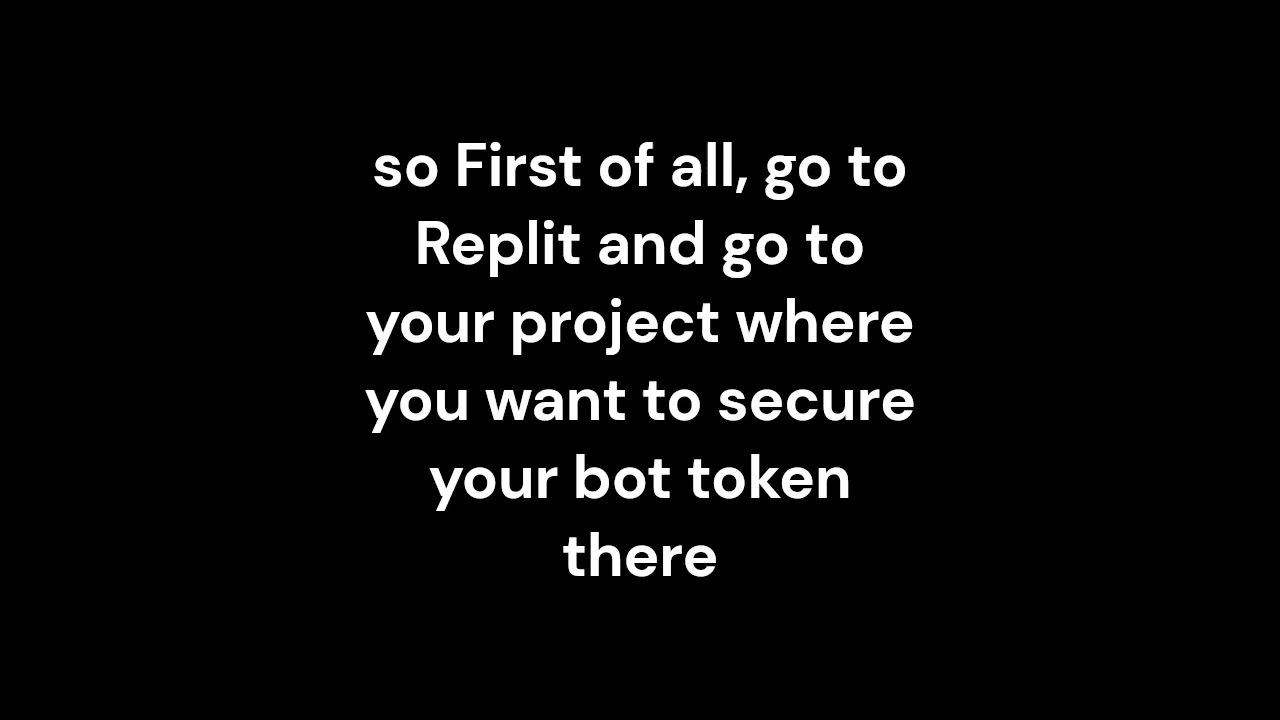 so First of all, go to
Replit and go to
your project where
you want to secure
your bot token
there